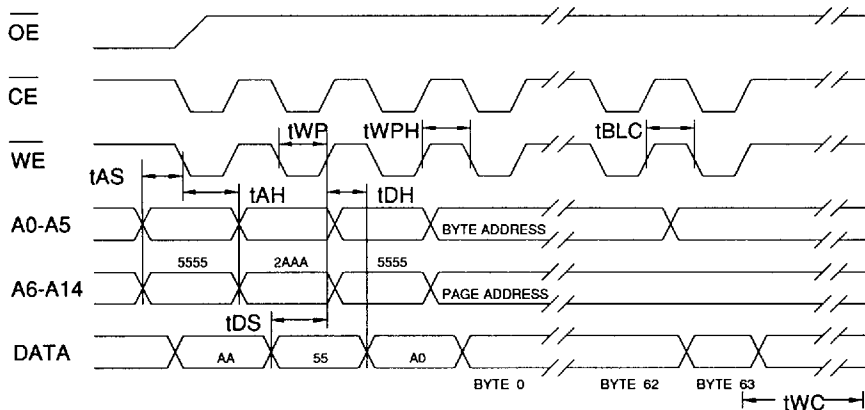 OE
CE
tWP tWPH tBLC
WE
tAS
tAH tDH
A0-A5 BYTE ADDRESS
5555 2AAA 5555
A6-A14 PAGE ADDRESS
tDS
DATA AA 55 A0
BYTE 0 BYTE 62 BYTE 63
tWC